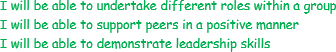 I will be able to undertake different roles within a group
I will be able to support peers in a positive manner
I will be able to demonstrate leadership skills